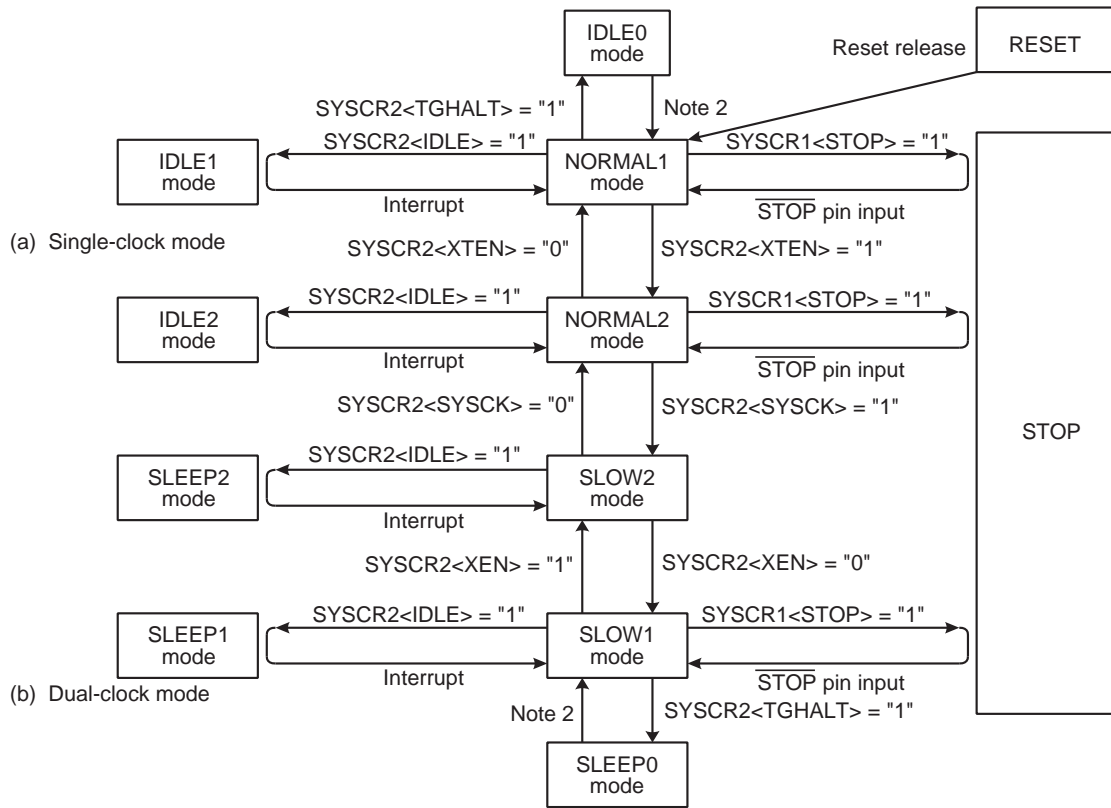 IDLE0
mode
Reset release
RESET
SYSCR2<TGHALT> = "1"
Note 2
IDLE1
mode
SYSCR2<IDLE> = "1"
Interrupt
NORMAL1
mode
SYSCR1<STOP> = "1"
STOP pin input
(a) Single-clock mode
SYSCR2<XTEN> = "0"
SYSCR2<XTEN> = "1"
IDLE2
mode
SYSCR2<IDLE> = "1"
Interrupt
NORMAL2
mode
SYSCR1<STOP> = "1"
STOP pin input
SYSCR2<SYSCK> = "0"
SYSCR2<SYSCK> = "1"
STOP
SLEEP2
mode
SYSCR2<IDLE> = "1"
Interrupt
SLOW2
mode
SYSCR2<XEN> = "1"
SYSCR2<XEN> = "0"
SLEEP1
mode
SYSCR2<IDLE> = "1"
Interrupt
SLOW1
mode
SYSCR1<STOP> = "1"
STOP pin input
(b) Dual-clock mode
Note 2
SYSCR2<TGHALT> = "1"
SLEEP0
mode